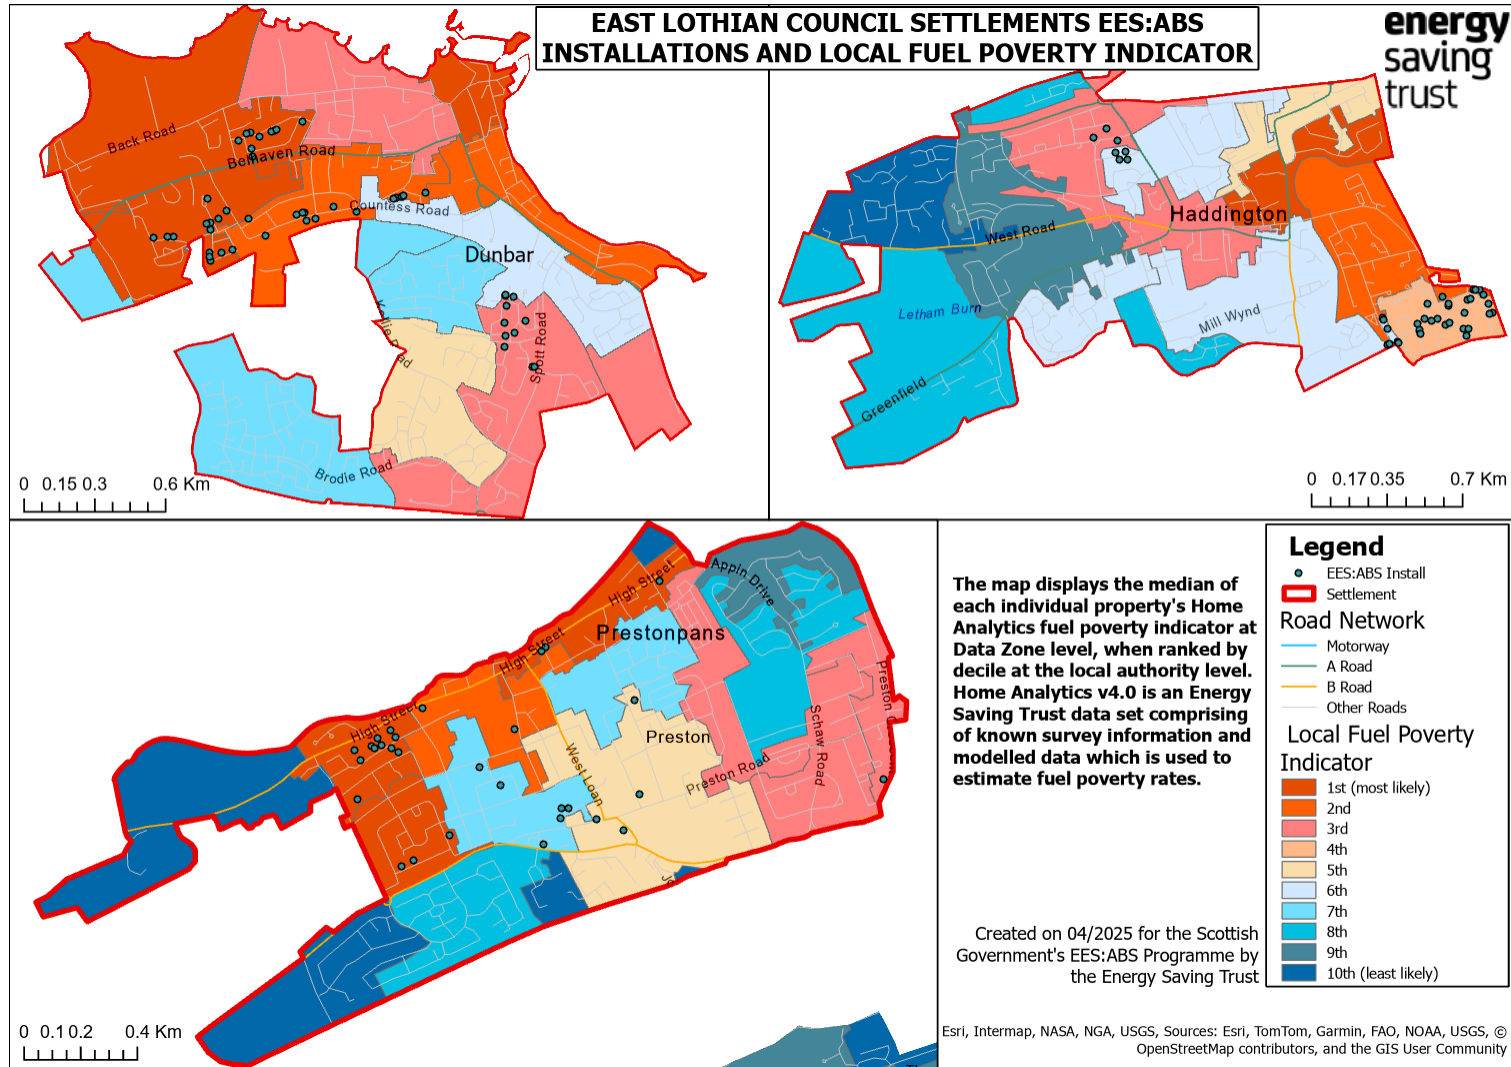 EAST LOTHIAN COUNCIL SETTLEMENTS EES:ABS
INSTALLATIONS AND LOCAL FUEL POVERTY INDICATOR
energy
saving
trust
Back Road
Belhaven Road
Countess Road
Dunbar
Spott Road
Brodie Road
0 0.15 0.3 0.6 Km
Haddington
West Road
Letham Burn
Mill Wynd
Greenfield
0 0.17 0.35 0.7 Km
High Street
Appin Drive
Prestonpans
High Street
High Street
Preston
West Loan
Preston Road
Schaw Road
Preston
0 0.1 0.2 0.4 Km
The map displays the median of
each individual property's Home
Analytics fuel poverty indicator at
Data Zone level, when ranked by
decile at the local authority level.
Home Analytics v4.0 is an Energy
Saving Trust data set comprising
of known survey information and
modelled data which is used to
estimate fuel poverty rates.
Created on 04/2025 for the Scottish
Government's EES:ABS Programme by
the Energy Saving Trust
Legend
EES:ABS Install
Settlement
Road Network
Motorway
A Road
B Road
Other Roads
Local Fuel Poverty
Indicator
1st (most likely)
2nd
3rd
4th
5th
6th
7th
8th
9th
10th (least likely)
Esri, Intermap, NASA, NGA, USGS, Sources: Esri, TomTom, Garmin, FAO, NOAA, USGS, ©
OpenStreetMap contributors, and the GIS User Community